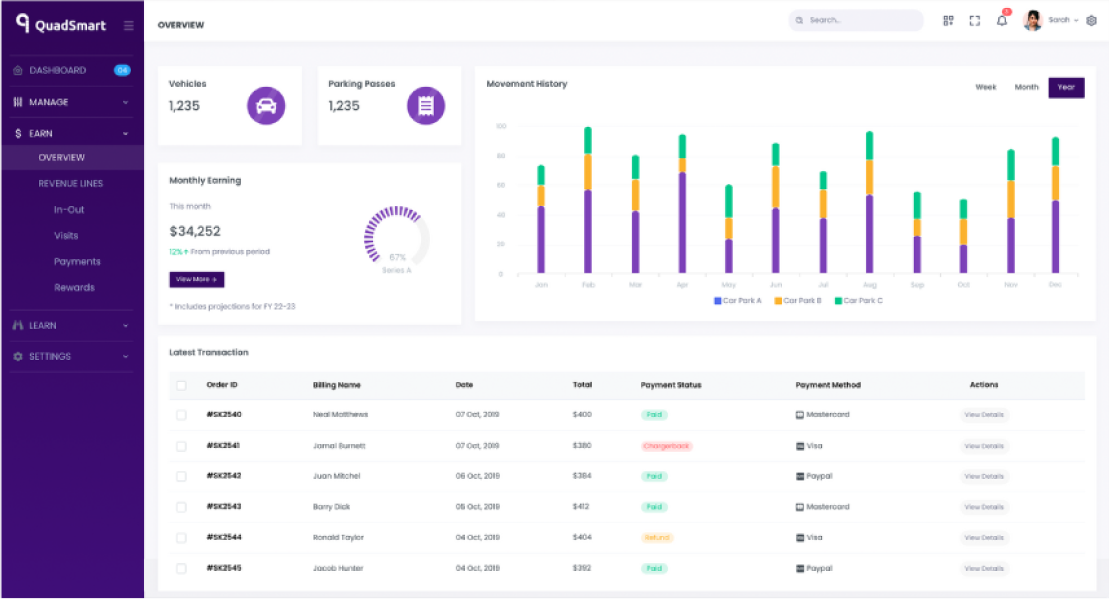 QuadSmart
OVERVIEW
Search..
Sarah
DASHBOARD 04
MANAGE
$ EARN
OVERVIEW
REVENUE LINES
In-Out
Visits
Payments
Rewards
LEARN
SETTINGS
Vehicles
1,235
Parking Passes
1,235
Monthly Earning
This month
$34,252
12% ↑ From previous period
View More →
67%
Series A
* Includes projections for FY 22-23
Movement History
Week Month Year
100
80
60
40
20
0
Jan Feb Mar Apr May Jun Jul Aug Sep Oct Nov Dec
Car Park A Car Park B Car Park C
Latest Transaction
Order ID Billing Name Date Total Payment Status Payment Method Actions
#SK2540 Neal Matthews 07 Oct, 2019 $400 Paid Mastercard View Details
#SK2541 Jamal Burnett 07 Oct, 2019 $380 Chargeback Visa View Details
#SK2542 Juan Mitchel 06 Oct, 2019 $384 Paid Paypal View Details
#SK2543 Barry Dick 05 Oct, 2019 $412 Paid Mastercard View Details
#SK2544 Ronald Taylor 04 Oct, 2019 $404 Refund Visa View Details
#SK2545 Jacob Hunter 04 Oct, 2019 $392 Paid Paypal View Details